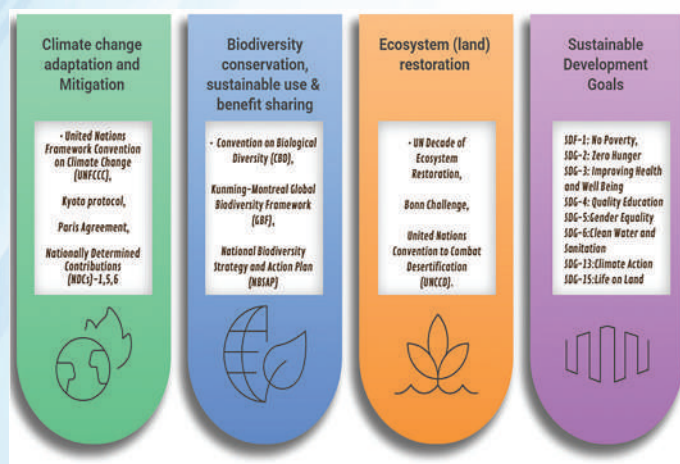 Climate change
adaptation and
Mitigation
• United Nations
Framework Convention
on Climate Change
(UNFCCC),
Kyoto protocol,
Paris Agreement,
Nationally Determined
Contributions
(NDCs)-1,5,6
Biodiversity
conservation,
sustainable use &
benefit sharing
• Convention on Biological
Diversity (CBD),
Kunming-Montreal Global
Biodiversity Framework
(GBF),
National Biodiversity
Strategy and Action Plan
(NBSAP)
Ecosystem (land)
restoration
• UN Decade of
Ecosystem
Restoration,
Bonn Challenge,
United Nations
Convention to Combat
Desertification
(UNCCD).
Sustainable
Development
Goals
SDF-1: No Poverty,
SDG-2: Zero Hunger
SDG-3: Improving Health
and Well Being
SDG-4: Quality Education
SDG-5:Gender Equality
SDG-6:Clean Water and
Sanitation
SDG-13:Climate Action
SDG-15:Life on Land